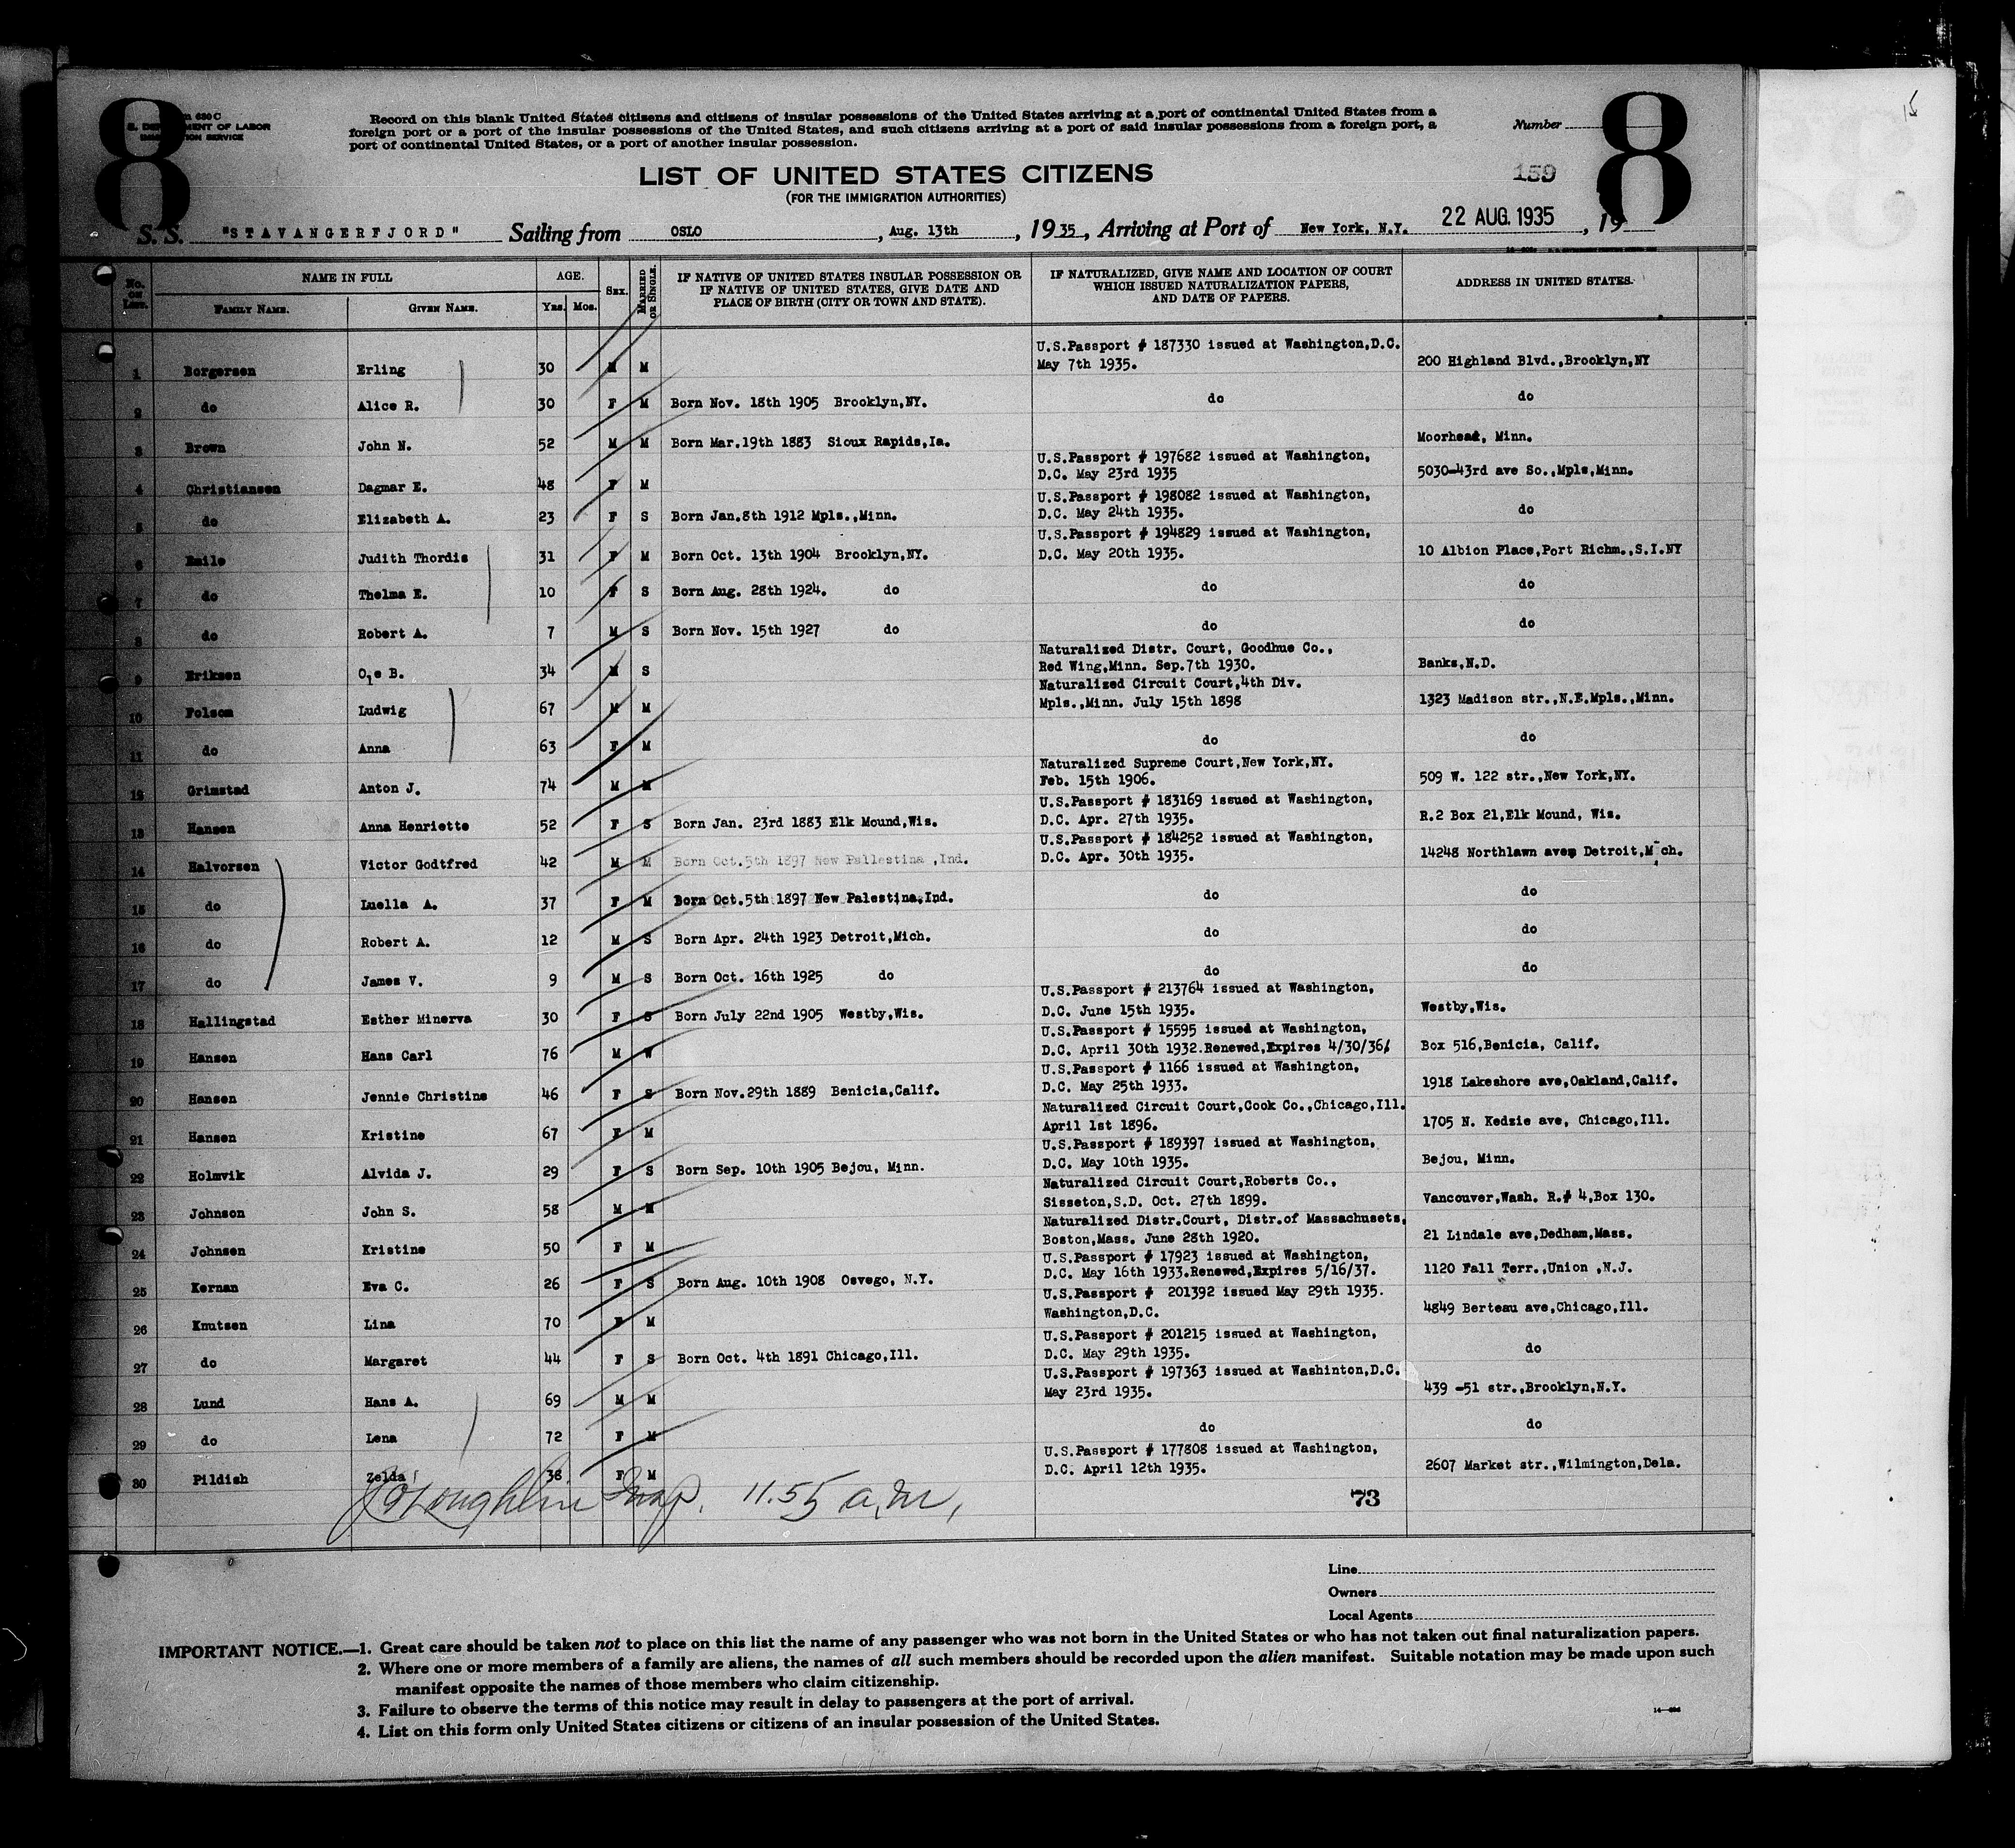 8
8
15
Record on this blank United States citizens and citizens of insular possessions of the United States arriving at a port of continental United States from a
foreign port or a port of the insular possessions of the United States, and such citizens arriving at a port of said insular possessions from a foreign port, a
port of continental United States, or a port of another insular possession.
Number
LIST OF UNITED STATES CITIZENS
159
(FOR THE IMMIGRATION AUTHORITIES)
S. S. "STAVANGERFJORD" Sailing from OSLO, Aug. 13th, 1935, Arriving at Port of New York, N.Y. 22 AUG. 1935, 19
No. on List. NAME IN FULL AGE. Sex. Married or Single. IF NATIVE OF UNITED STATES INSULAR POSSESSION OR IF NATIVE OF UNITED STATES, GIVE DATE AND PLACE OF BIRTH (CITY OR TOWN AND STATE). IF NATURALIZED, GIVE NAME AND LOCATION OF COURT WHICH ISSUED NATURALIZATION PAPERS, AND DATE OF PAPERS. ADDRESS IN UNITED STATES.
Family Name. Given Name. Yrs. Mos.
1 Borgersen Erling 30 M M U.S.Passport # 187330 issued at Washington,D.C. May 7th 1935. 200 Highland Blvd.,Brooklyn,NY
2 do Alice R. 30 F M Born Nov. 18th 1905 Brooklyn,NY. do do
3 Brown John N. 52 M M Born Mar.19th 1883 Sioux Rapids,Ia. Moorhead, Minn.
4 Christiansen Dagmar E. 48 F M U.S.Passport # 197682 issued at Washington, D.C. May 23rd 1935 5030-43rd ave So.,Mpls,Minn.
5 do Elizabeth A. 23 F S Born Jan.8th 1912 Mpls.,Minn. U.S.Passport # 198082 issued at Washington, D.C. May 24th 1935. do
6 Emile Judith Thordis 31 F M Born Oct. 13th 1904 Brooklyn,NY. U.S.Passport # 194829 issued at Washington, D.C. May 20th 1935. 10 Albion Place,Port Richm.,S.I.NY
7 do Thelma E. 10 F S Born Aug. 28th 1924. do do do
8 do Robert A. 7 M S Born Nov. 15th 1927 do do do
9 Eriksen Ole B. 34 M S Naturalized Distr. Court, Goodhue Co., Red Wing,Minn. Sep.7th 1930. Banks,N.D.
10 Folsom Ludwig 67 M M Naturalized Circuit Court,4th Div. Mpls.,Minn. July 15th 1898 1323 Madison str.,N.E.Mpls.,Minn.
11 do Anna 63 F M do do
12 Grimstad Anton J. 74 M M Naturalized Supreme Court,New York,NY. Feb. 15th 1906. 509 W. 122 str.,New York,NY.
13 Hansen Anna Henriette 52 F S Born Jan. 23rd 1883 Elk Mound,Wis. U.S.Passport # 183169 issued at Washington, D.C. Apr. 27th 1935. R.2 Box 21,Elk Mound, Wis.
14 Halvorsen Victor Godtfred 42 M M Born Oct.5th 1897 New Pallestina ,Ind. U.S.Passport # 184252 issued at Washington, D.C. Apr. 30th 1935. 14248 Northlawn ave, Detroit,Mich.
15 do Luella A. 37 F M Born Oct.5th 1897 New Palestina,Ind. do do
16 do Robert A. 12 M S Born Apr. 24th 1923 Detroit,Mich. do do
17 do James V. 9 M S Born Oct. 16th 1925 do do do
18 Hallingstad Esther Minerva 30 F S Born July 22nd 1905 Westby,Wis. U.S.Passport # 213764 issued at Washington, D.C. June 15th 1935. Westby,Wis.
19 Hansen Hans Carl 76 M W U.S.Passport # 15595 issued at Washington, D.C. April 30th 1932.Renewed,Expires 4/30/36. Box 516,Benicia, Calif.
20 Hansen Jennie Christine 46 F S Born Nov.29th 1889 Benicia,Calif. U.S.Passport # 1166 issued at Washington, D.C. May 25th 1933. 1918 Lakeshore ave,Oakland,Calif.
21 Hansen Kristine 67 F M Naturalized Circuit Court,Cook Co.,Chicago,Ill. April 1st 1896. 1705 N. Kedzie ave, Chicago,Ill.
22 Holmvik Alvida J. 29 F S Born Sep. 10th 1905 Bejou, Minn. U.S.Passport # 189397 issued at Washington, D.C. May 10th 1935. Bejou, Minn.
23 Johnson John S. 58 M M Naturalized Circuit Court,Roberts Co., Sisseton,S.D. Oct. 27th 1899. Vancouver,Wash. R.# 4,Box 130.
24 Johnsen Kristine 50 F M Naturalized Distr.Court, Distr.of Massachusets, Boston,Mass. June 28th 1920. 21 Lindale ave,Dedham,Mass.
25 Kernan Eva C. 26 F S Born Aug. 10th 1908 Osvego, N.Y. U.S.Passport # 17923 issued at Washington, D.C. May 16th 1933.Renewed,Expires 5/16/37. 1120 Fall Terr.,Union ,N.J.
26 Knutsen Lina 70 F M U.S.Passport # 201392 issued May 29th 1935. Washington,D.C. 4849 Berteau ave,Chicago,Ill.
27 do Margaret 44 F S Born Oct. 4th 1891 Chicago,Ill. U.S.Passport # 201215 issued at Washington, D.C. May 29th 1935. do
28 Lund Hans A. 69 M M U.S.Passport # 197363 issued at Washinton,D.C. May 23rd 1935. 439 -51 str.,Brooklyn,N.Y.
29 do Lena 72 F M do do
30 Pildish Zelda 38 F M U.S.Passport # 177808 issued at Washington, D.C. April 12th 1935. 2607 Market str.,Wilmington,Dela.
J O'Loughlin Insp. 11.55 a.m,
73
Line
Owners
Local Agents
IMPORTANT NOTICE.—1. Great care should be taken not to place on this list the name of any passenger who was not born in the United States or who has not taken out final naturalization papers.
2. Where one or more members of a family are aliens, the names of all such members should be recorded upon the alien manifest. Suitable notation may be made upon such
manifest opposite the names of those members who claim citizenship.
3. Failure to observe the terms of this notice may result in delay to passengers at the port of arrival.
4. List on this form only United States citizens or citizens of an insular possession of the United States.